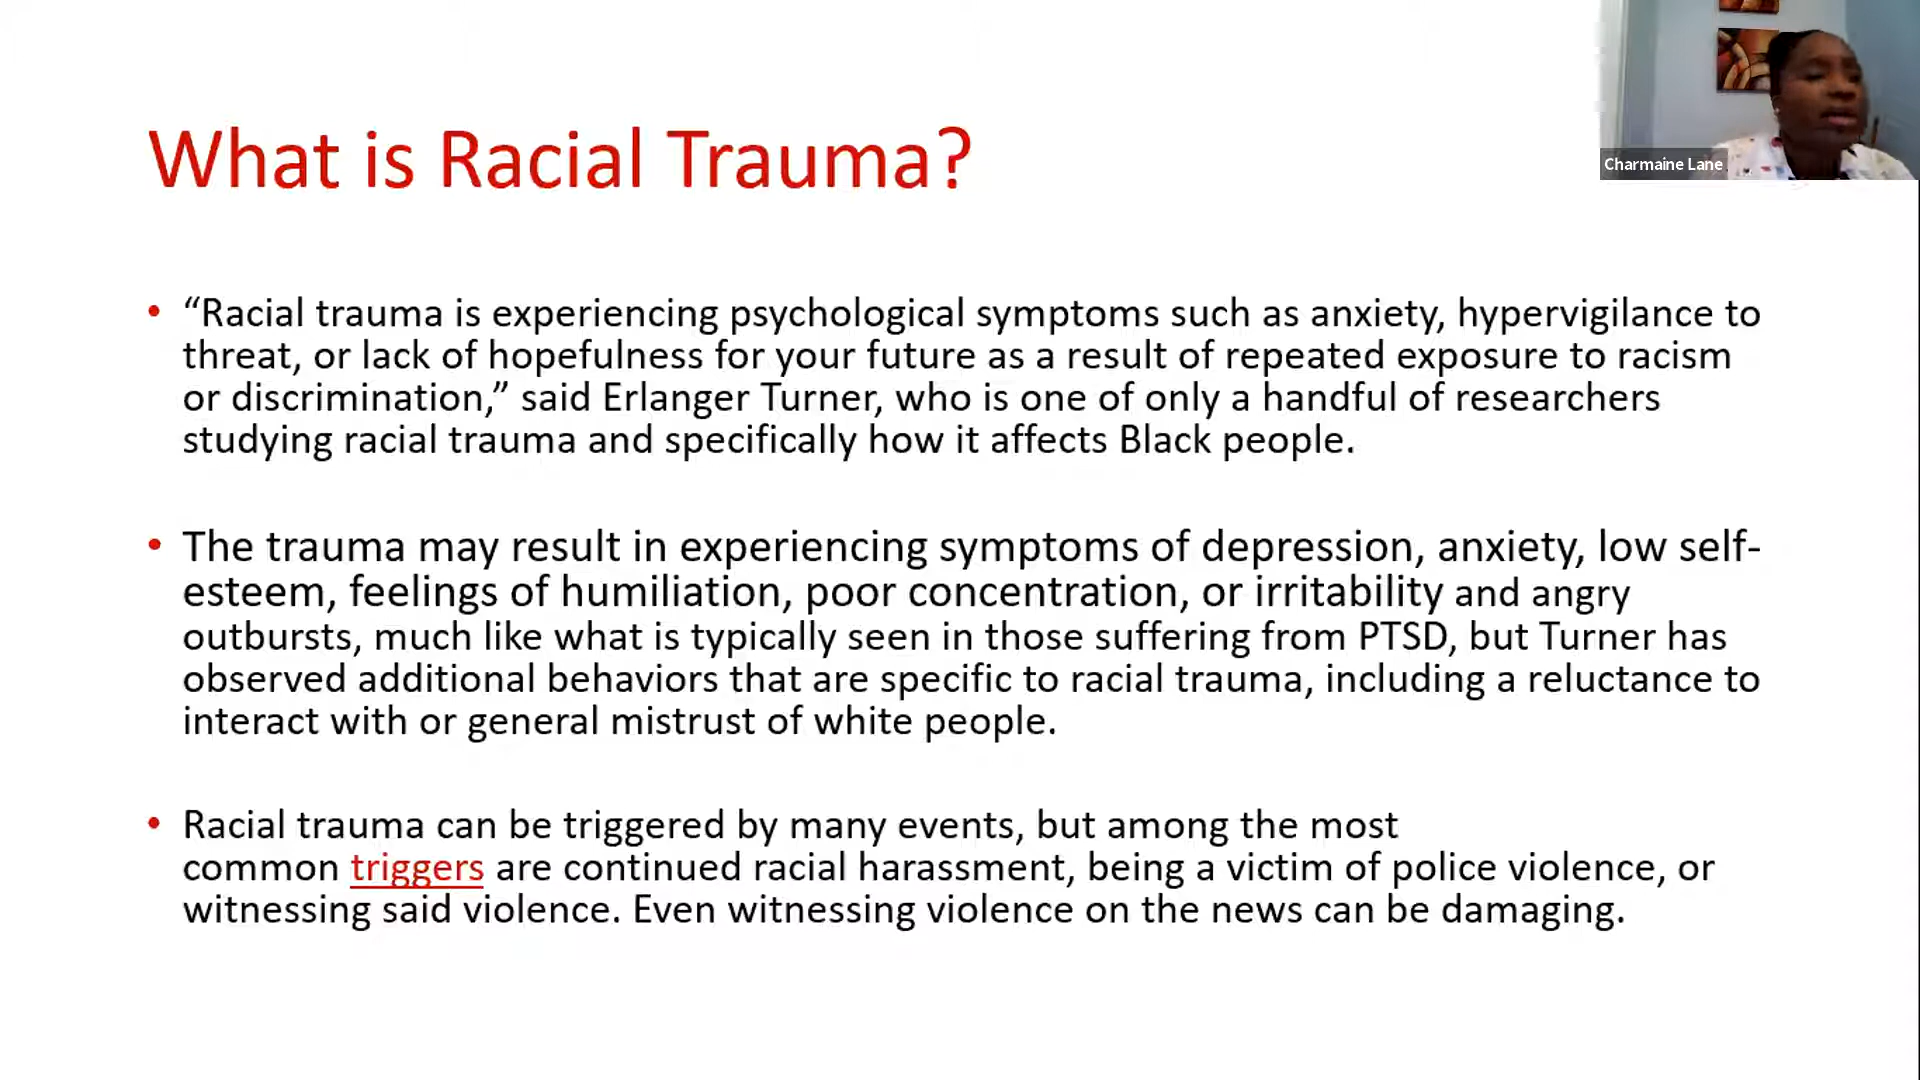 What is Racial Trauma?
Charmaine Lane
• “Racial trauma is experiencing psychological symptoms such as anxiety, hypervigilance to
threat, or lack of hopefulness for your future as a result of repeated exposure to racism
or discrimination,” said Erlanger Turner, who is one of only a handful of researchers
studying racial trauma and specifically how it affects Black people.
• The trauma may result in experiencing symptoms of depression, anxiety, low self-
esteem, feelings of humiliation, poor concentration, or irritability and angry
outbursts, much like what is typically seen in those suffering from PTSD, but Turner has
observed additional behaviors that are specific to racial trauma, including a reluctance to
interact with or general mistrust of white people.
• Racial trauma can be triggered by many events, but among the most
common triggers are continued racial harassment, being a victim of police violence, or
witnessing said violence. Even witnessing violence on the news can be damaging.